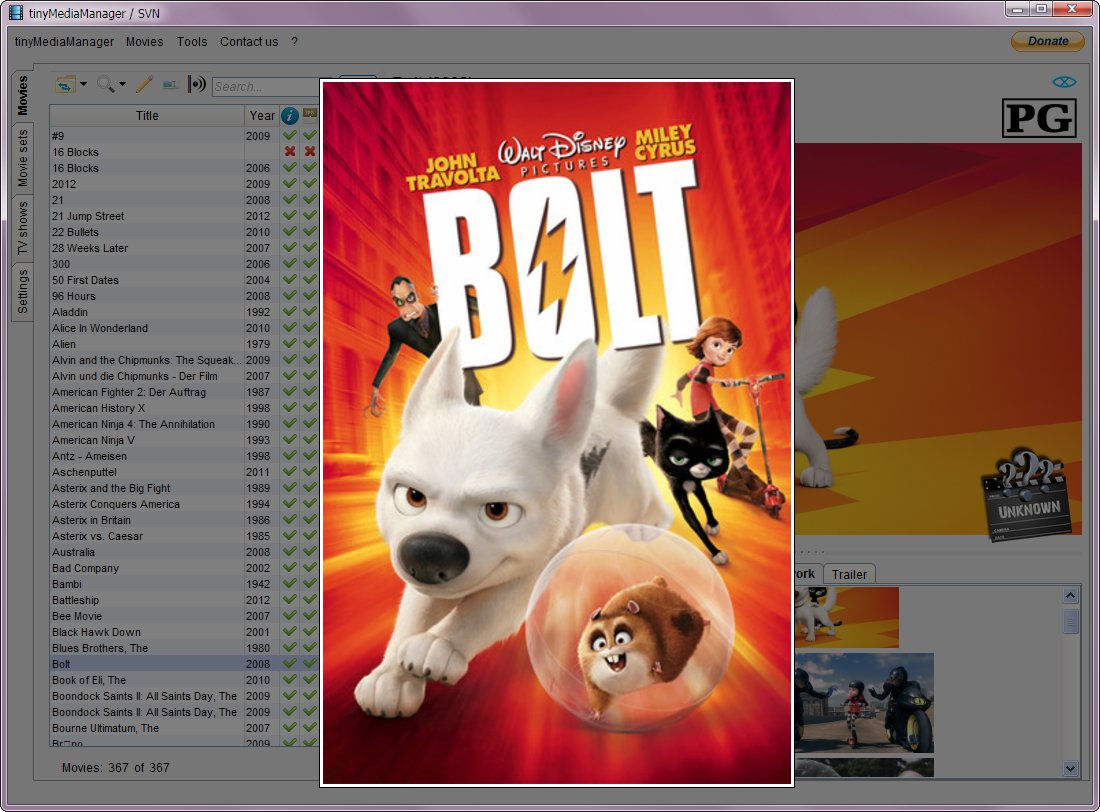 tinyMediaManager / SVN
tinyMediaManager Movies Tools Contact us ?
Donate
Movies
Movie sets
TV shows
Settings
Search...
Title Year
#9 2009
16 Blocks
16 Blocks 2006
2012 2009
21 2008
21 Jump Street 2012
22 Bullets 2010
28 Weeks Later 2007
300 2006
50 First Dates 2004
96 Hours 2008
Aladdin 1992
Alice In Wonderland 2010
Alien 1979
Alvin and the Chipmunks: The Squeak... 2009
Alvin und die Chipmunks - Der Film 2007
American Fighter 2: Der Auftrag 1987
American History X 1998
American Ninja 4: The Annihilation 1990
American Ninja V 1993
Antz - Ameisen 1998
Aschenputtel 2011
Asterix and the Big Fight 1989
Asterix Conquers America 1994
Asterix in Britain 1986
Asterix vs. Caesar 1985
Australia 2008
Bad Company 2002
Bambi 1942
Battleship 2012
Bee Movie 2007
Black Hawk Down 2001
Blues Brothers, The 1980
Bolt 2008
Book of Eli, The 2010
Boondock Saints II: All Saints Day, The 2009
Boondock Saints II: All Saints Day, The 2009
Bourne Ultimatum, The 2007
2009
Movies: 367 of 367
JOHN TRAVOLTA
WALT DISNEY
PICTURES
MILEY CYRUS
BOLT
PG
UNKNOWN
Trailer